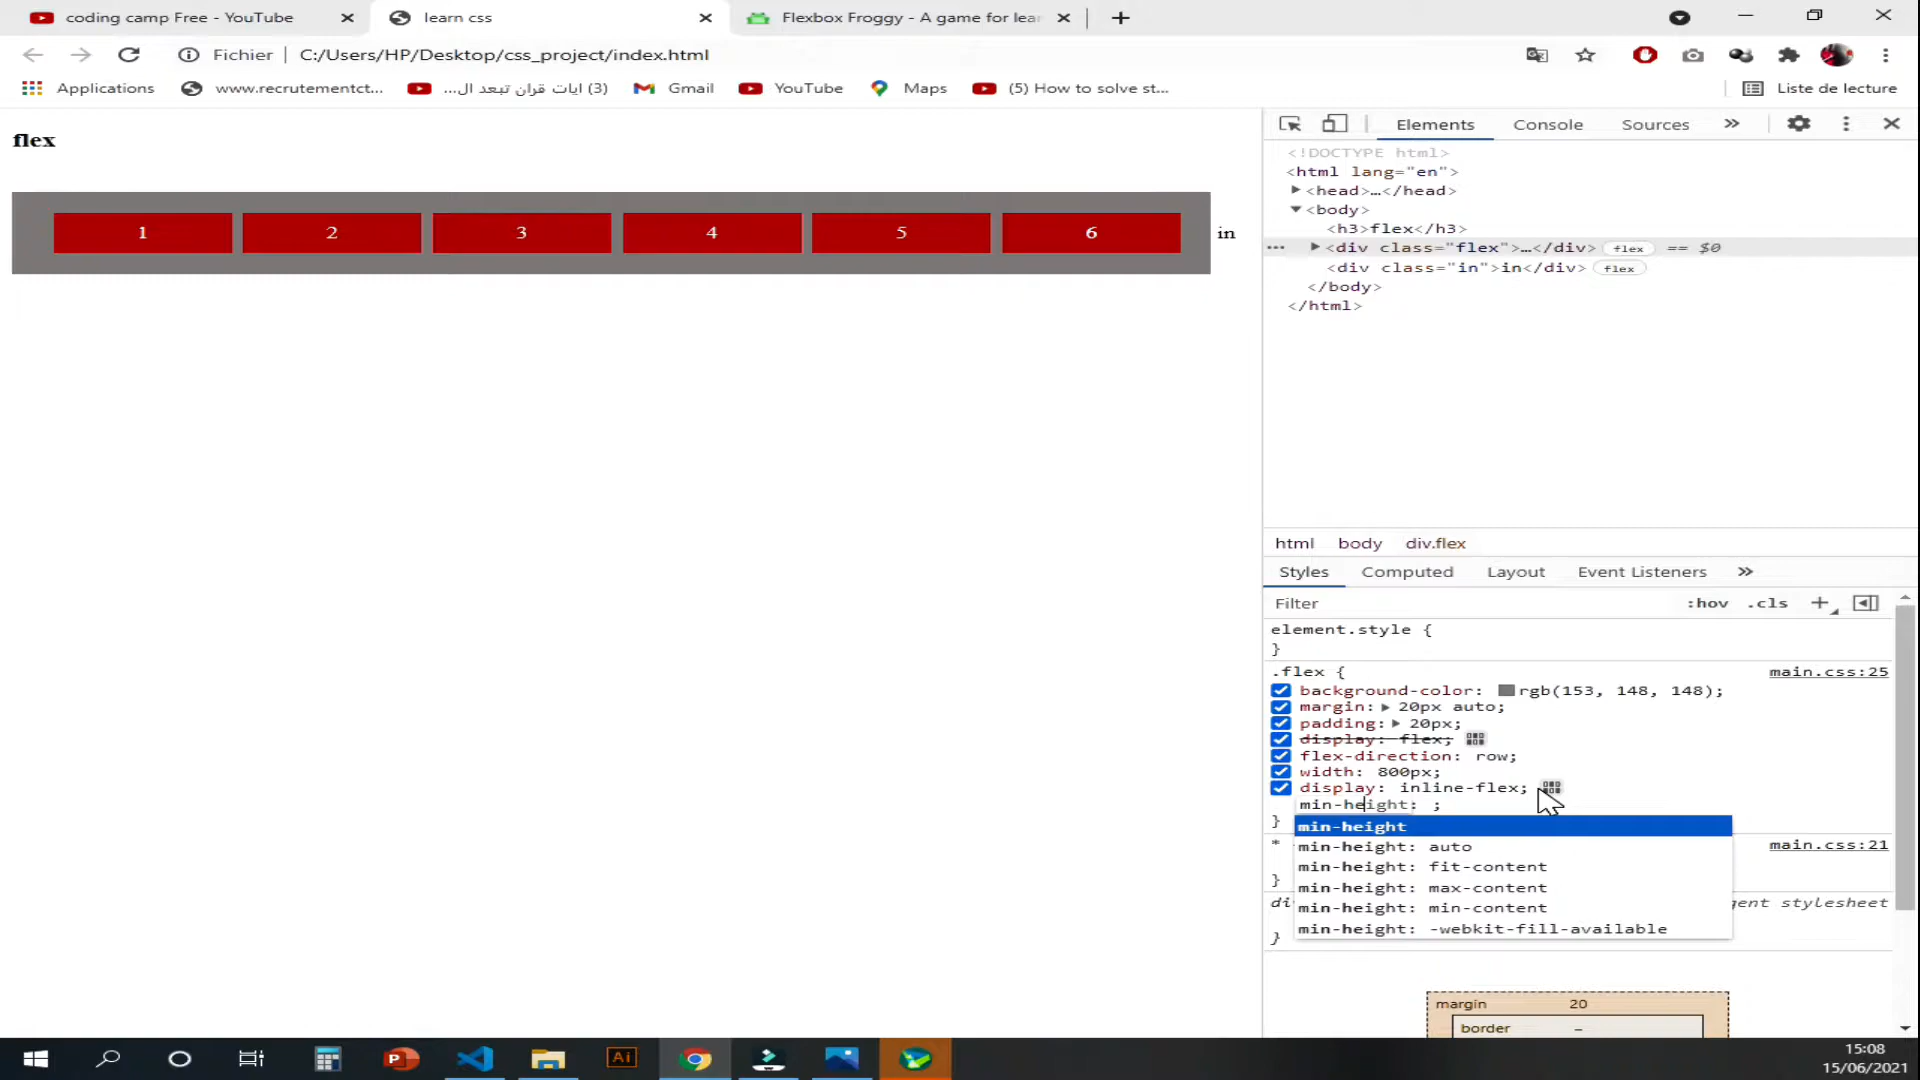 coding camp Free - YouTube
learn css
Flexbox Froggy - A game for lea
Fichier
C:/Users/HP/Desktop/css_project/index.html
Applications
www.recrutementct...
(3) ايات قران تبعد ال...
Gmail
YouTube
Maps
(5) How to solve st...
Liste de lecture
flex
1 2 3 4 5 6 in
Elements
Console
Sources
<!DOCTYPE html>
<html lang="en">
<head>…</head>
<body>
<h3>flex</h3>
<div class="flex">…</div> flex == $0
<div class="in">in</div> flex
</body>
</html>
html body div.flex
Styles
Computed
Layout
Event Listeners
Filter
:hov .cls
element.style {
}
.flex { main.css:25
background-color: rgb(153, 148, 148);
margin: 20px auto;
padding: 20px;
display: flex;
flex-direction: row;
width: 800px;
display: inline-flex;
min-height: ;
}
min-height
* main.css:21
min-height: auto
min-height: fit-content
}
min-height: max-content
di
min-height: min-content
gent stylesheet
min-height: -webkit-fill-available
}
margin 20
border –
Ai
15:08
15/06/2021